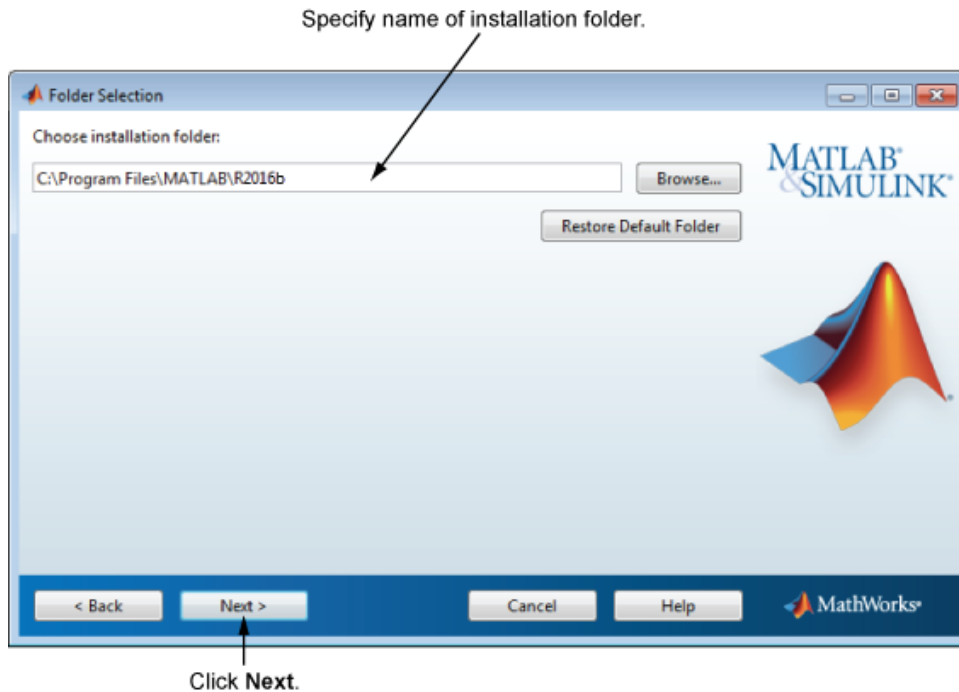 Specify name of installation folder.
Folder Selection
Choose installation folder:
C:\Program Files\MATLAB\R2016b
Browse...
Restore Default Folder
MATLAB®
&SIMULINK®
®
< Back
Next >
Cancel
Help
MathWorks®
Click Next.